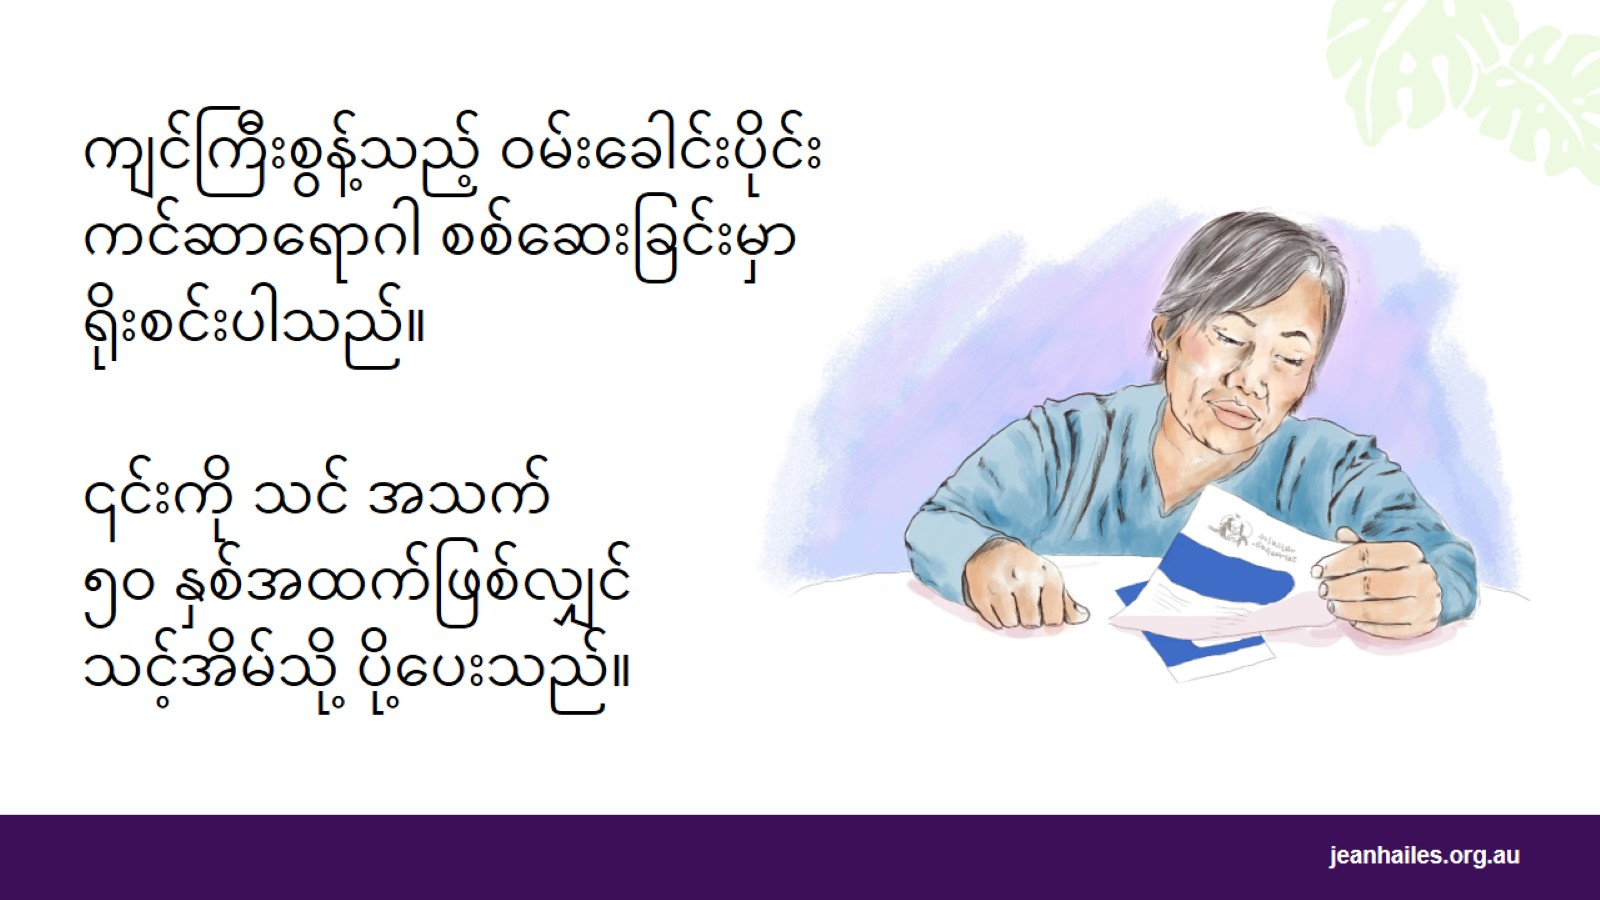 ကျင်ကြီးစွန့်သည့် ဝမ်းခေါင်းပိုင်း
ကင်ဆာရောဂါ စစ်ဆေးခြင်းမှာ
ရိုးစင်းပါသည်။
၎င်းကို သင် အသက်
၅၀ နှစ်အထက်ဖြစ်လျှင်
သင့်အိမ်သို့ ပို့ပေးသည်။
jeanhailes.org.au